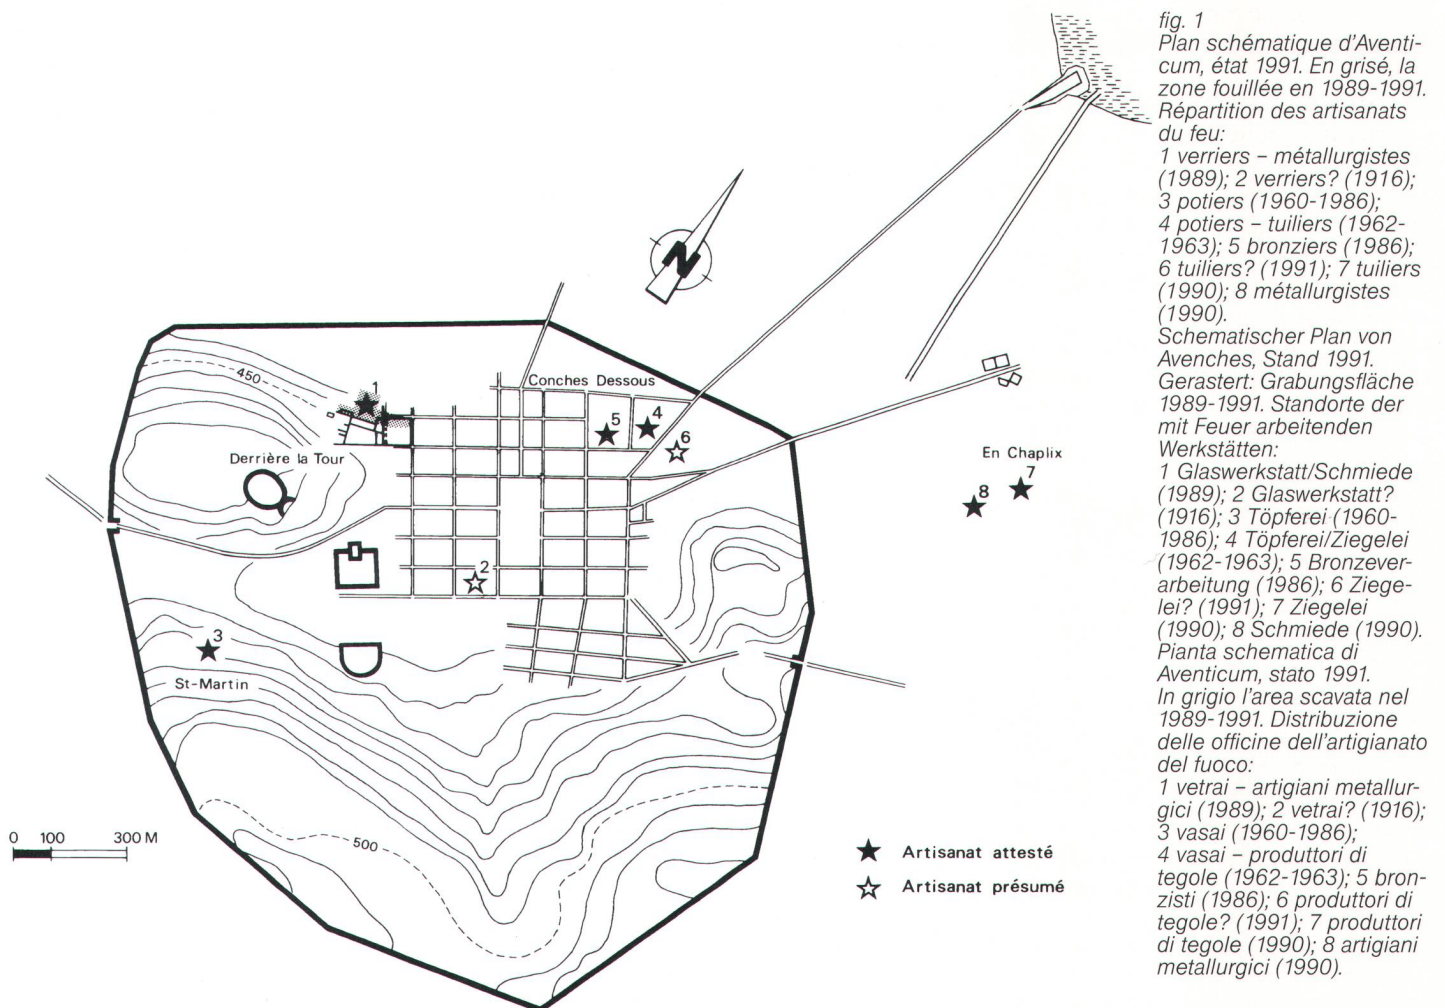 fig. 1
Plan schématique d'Aventi-
cum, état 1991. En grisé, la
zone fouillée en 1989-1991.
Répartition des artisanats
du feu:
1 verriers – métallurgistes
(1989); 2 verriers? (1916);
3 potiers (1960-1986);
4 potiers – tuiliers (1962-
1963); 5 bronziers (1986);
6 tuiliers? (1991); 7 tuiliers
(1990); 8 métallurgistes
(1990).
Schematischer Plan von
Avenches, Stand 1991.
Gerastert: Grabungsfläche
1989-1991. Standorte der
mit Feuer arbeitenden
Werkstätten:
1 Glaswerkstatt/Schmiede
(1989); 2 Glaswerkstatt?
(1916); 3 Töpferei (1960-
1986); 4 Töpferei/Ziegelei
(1962-1963); 5 Bronzever-
arbeitung (1986); 6 Ziege-
lei? (1991); 7 Ziegelei
(1990); 8 Schmiede (1990).
Pianta schematica di
Aventicum, stato 1991.
In grigio l'area scavata nel
1989-1991. Distribuzione
delle officine dell'artigianato
del fuoco:
1 vetrai – artigiani metallur-
gici (1989); 2 vetrai? (1916);
3 vasai (1960-1986);
4 vasai – produttori di
tegole (1962-1963); 5 bron-
zisti (1986); 6 produttori di
tegole? (1991); 7 produttori
di tegole (1990); 8 artigiani
metallurgici (1990).
N
450
1
Conches Dessous
5
4
6
Derrière la Tour
En Chaplix
7
8
2
3
St-Martin
500
0 100 300 M
Artisanat attesté
Artisanat présumé